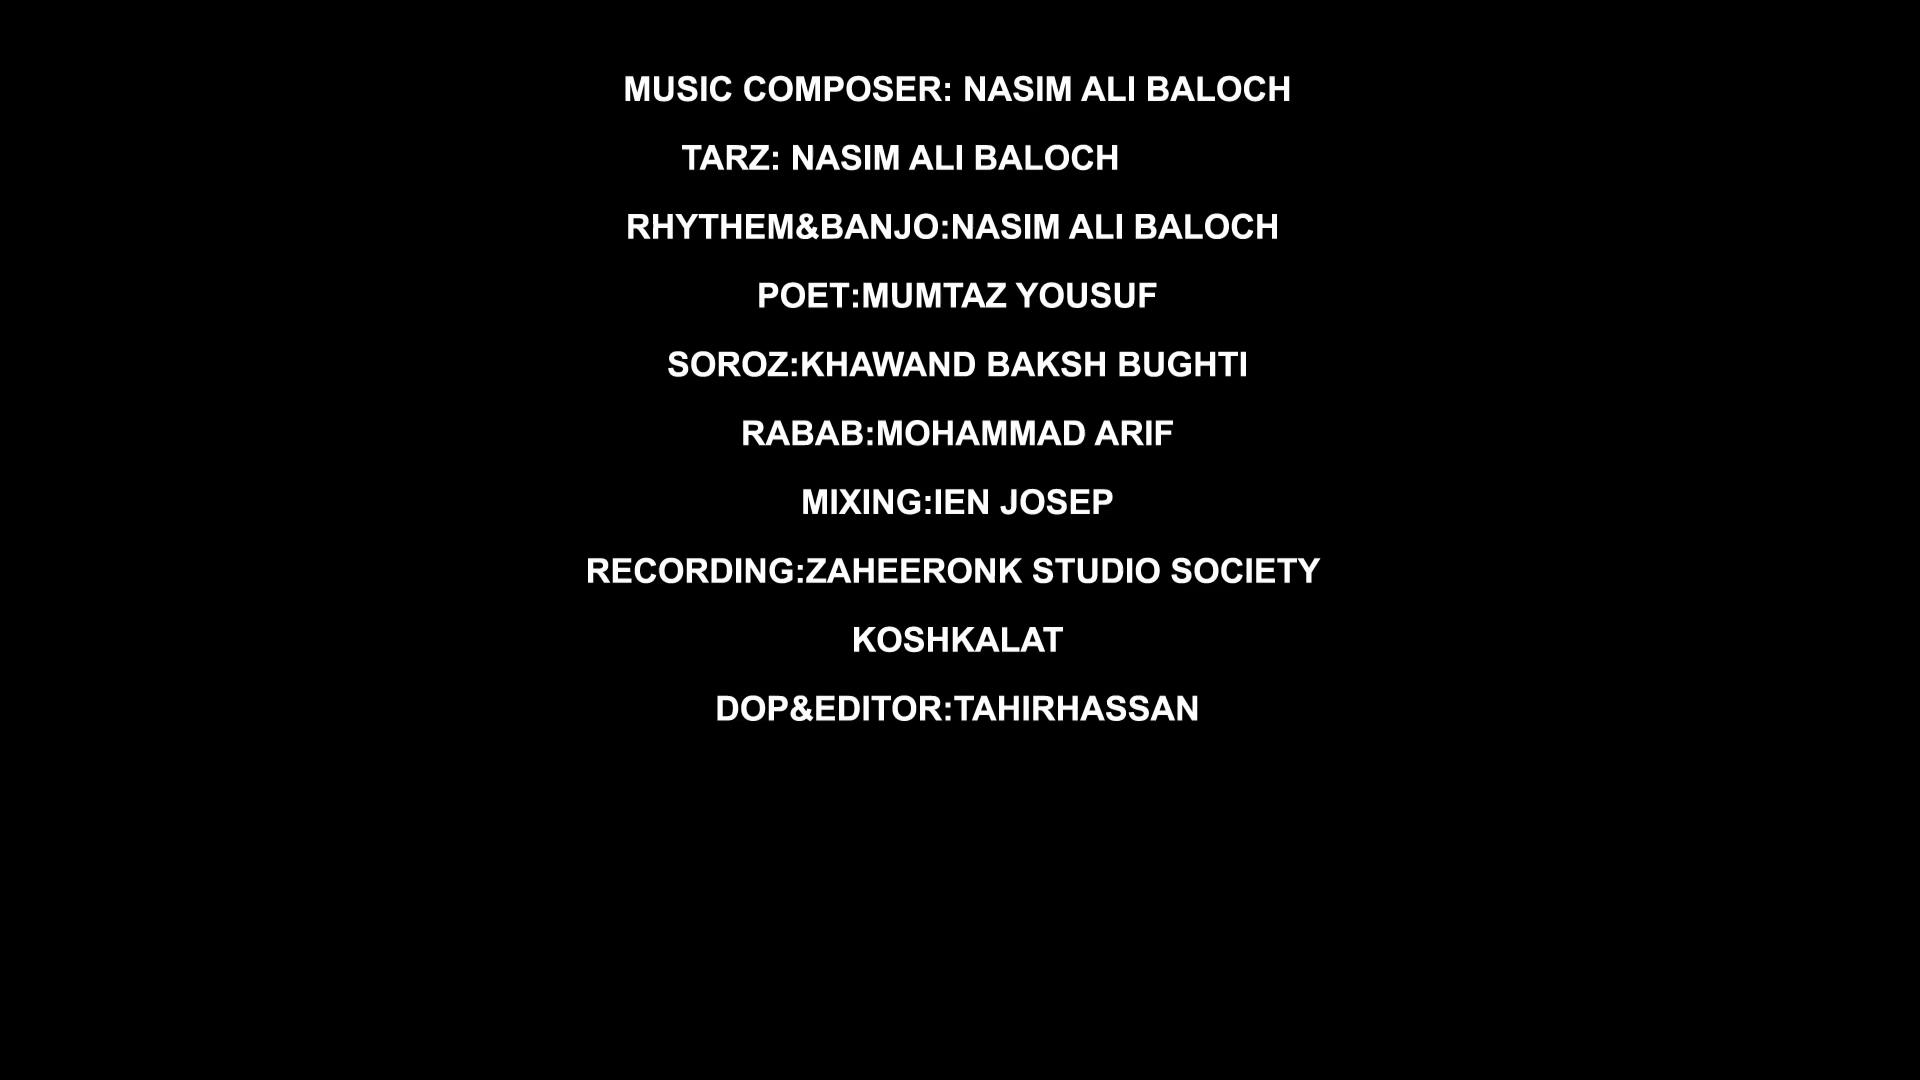 MUSIC COMPOSER: NASIM ALI BALOCH
TARZ: NASIM ALI BALOCH
RHYTHEM&BANJO:NASIM ALI BALOCH
POET:MUMTAZ YOUSUF
SOROZ:KHAWAND BAKSH BUGHTI
RABAB:MOHAMMAD ARIF
MIXING:IEN JOSEP
RECORDING:ZAHEERONK STUDIO SOCIETY
KOSHKALAT
DOP&EDITOR:TAHIRHASSAN